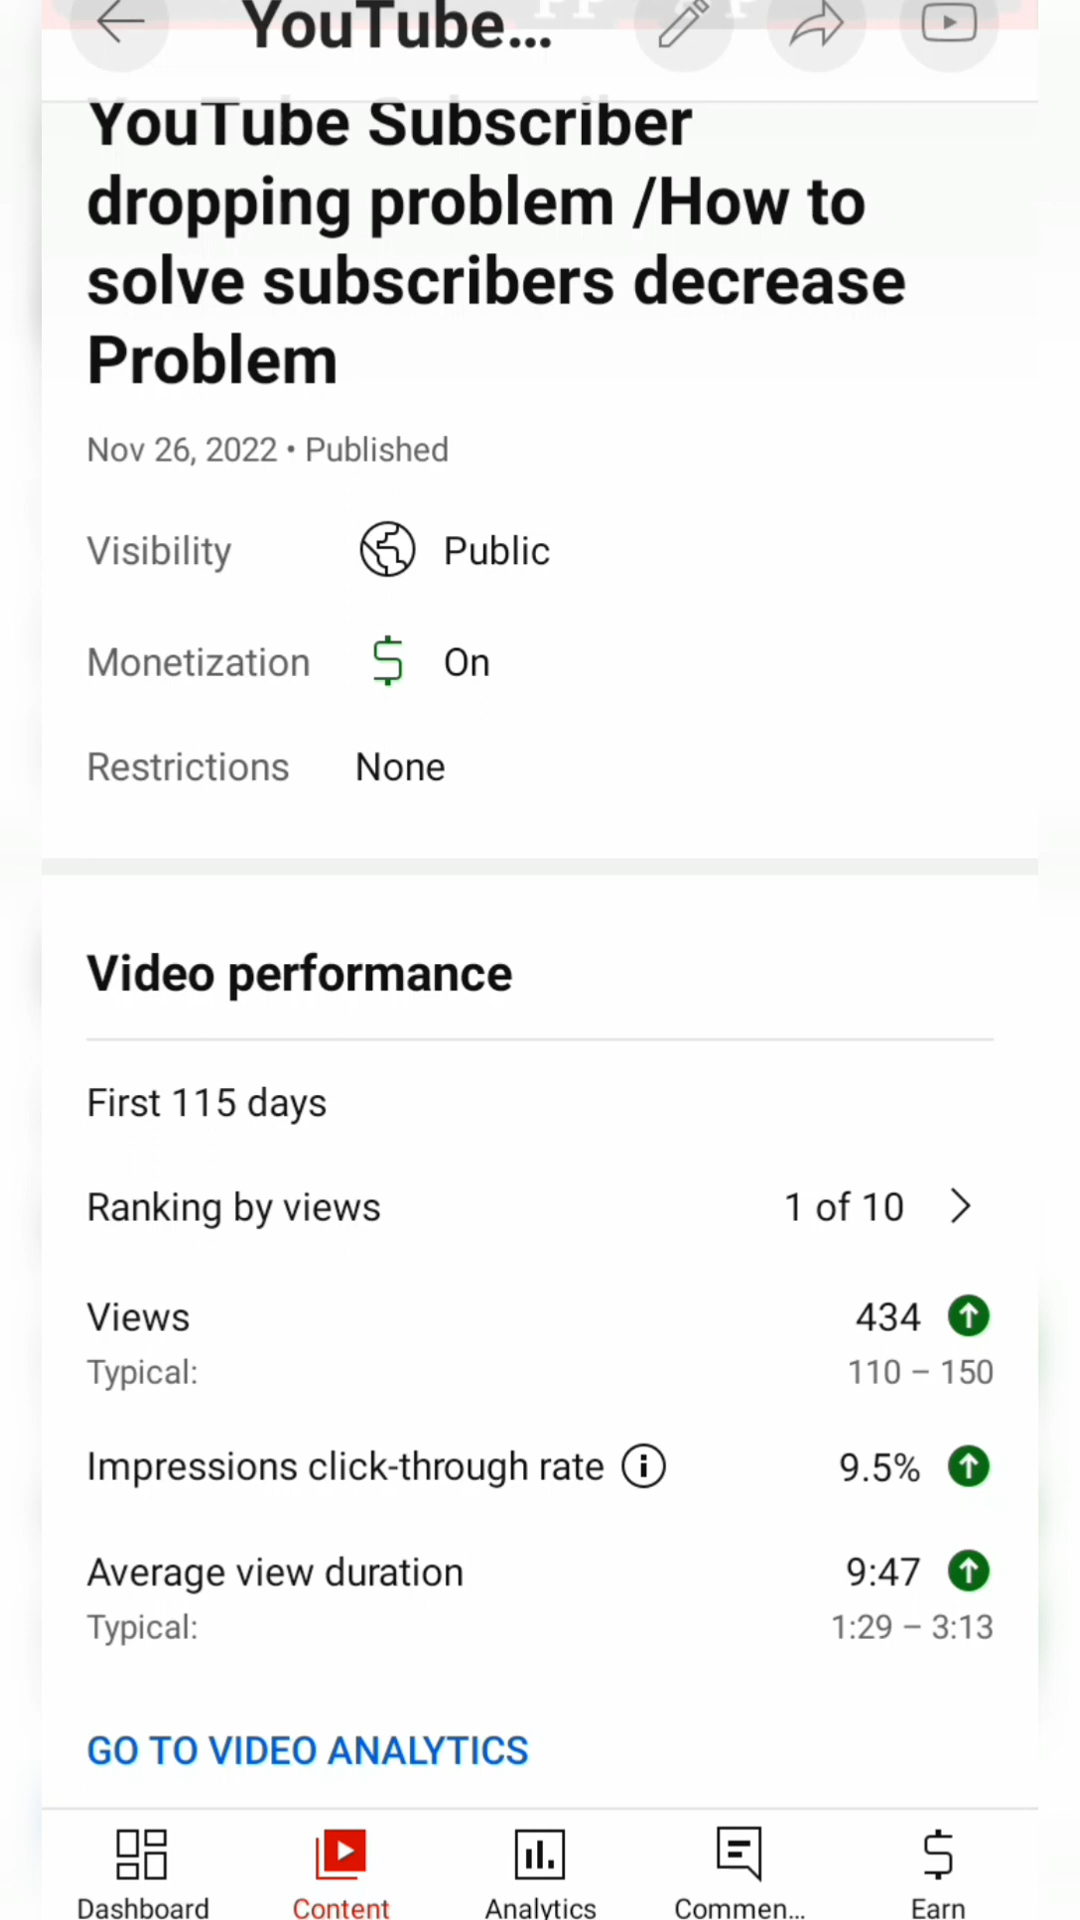 YouTube...
YouTube Subscriber
dropping problem /How to
solve subscribers decrease
Problem
Nov 26, 2022 • Published
Visibility Public
Monetization On
Restrictions None
Video performance
First 115 days
Ranking by views 1 of 10
Views 434
Typical: 110 – 150
Impressions click-through rate 9.5%
Average view duration 9:47
Typical: 1:29 – 3:13
GO TO VIDEO ANALYTICS
Dashboard Content Analytics Commen... Earn